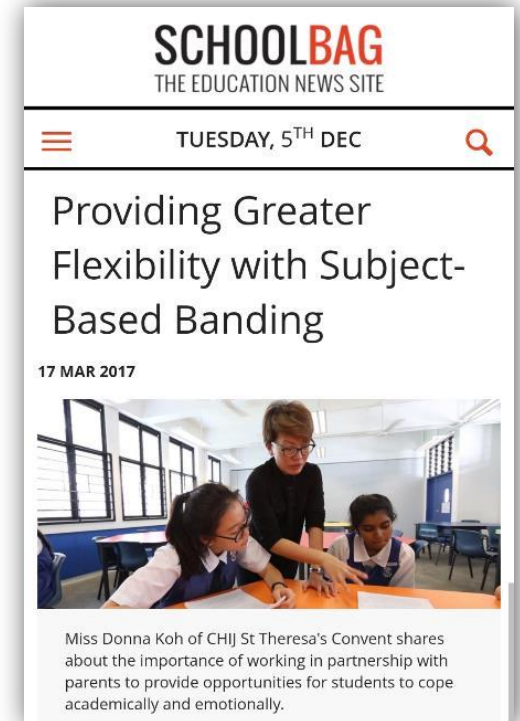 SCHOOLBAG
THE EDUCATION NEWS SITE
TUESDAY, 5TH DEC
Providing Greater
Flexibility with Subject-
Based Banding
17 MAR 2017
Miss Donna Koh of CHIJ St Theresa's Convent shares
about the importance of working in partnership with
parents to provide opportunities for students to cope
academically and emotionally.